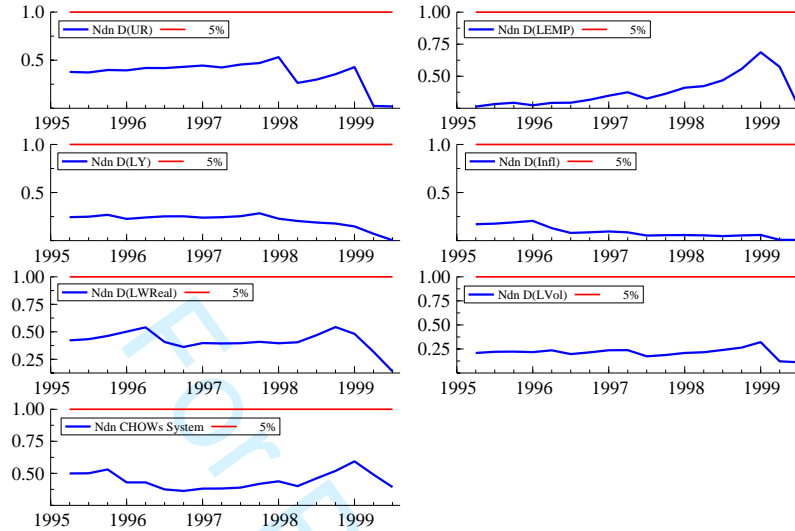 1.0 Ndn D(UR) 5%
0.5
1995 1996 1997 1998 1999
1.00 Ndn D(LEMP) 5%
0.75
0.50
1995 1996 1997 1998 1999
1.0 Ndn D(LY) 5%
0.5
1995 1996 1997 1998 1999
1.0 Ndn D(Infl) 5%
0.5
1995 1996 1997 1998 1999
1.00 Ndn D(LWReal) 5%
0.75
0.50
0.25
1995 1996 1997 1998 1999
1.00 Ndn D(LVol) 5%
0.75
0.50
0.25
1995 1996 1997 1998 1999
1.00 Ndn CHOWs System 5%
0.50
1995 1996 1997 1998 1999
For